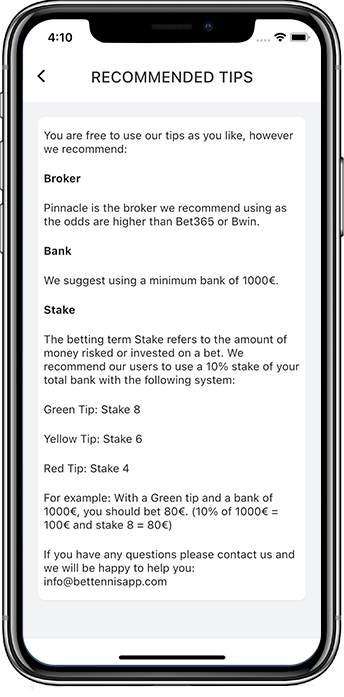 4:10
RECOMMENDED TIPS
You are free to use our tips as you like, however
we recommend:
Broker
Pinnacle is the broker we recommend using as
the odds are higher than Bet365 or Bwin.
Bank
We suggest using a minimum bank of 1000€.
Stake
The betting term Stake refers to the amount of
money risked or invested on a bet. We
recommend our users to use a 10% stake of your
total bank with the following system:
Green Tip: Stake 8
Yellow Tip: Stake 6
Red Tip: Stake 4
For example: With a Green tip and a bank of
1000€, you should bet 80€. (10% of 1000€ =
100€ and stake 8 = 80€)
If you have any questions please contact us and
we will be happy to help you:
info@bettennisapp.com